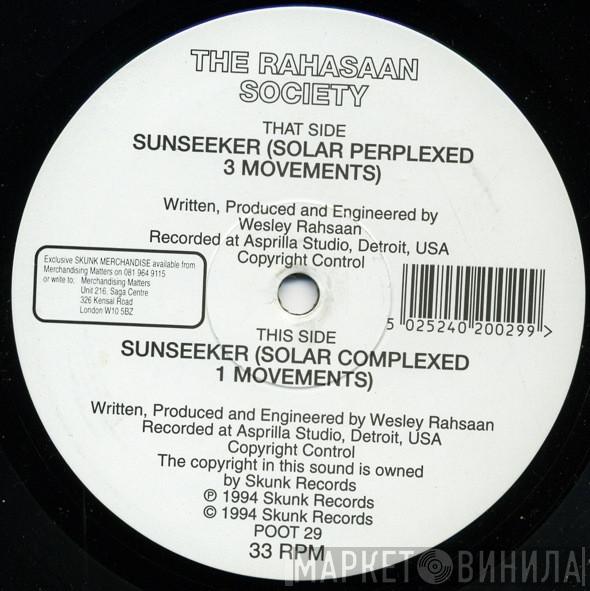 THE RAHASAAN
SOCIETY
THAT SIDE
SUNSEEKER (SOLAR PERPLEXED
3 MOVEMENTS)
Written, Produced and Engineered by
Wesley Rahsaan
Recorded at Asprilla Studio, Detroit, USA
Copyright Control
Exclusive SKUNK MERCHANDISE available from
Merchandising Matters on 081 964 9115
or write to: Merchandising Matters
Unit 216, Saga Centre
326 Kensal Road
London W10 5BZ
5 025240 200299 >
THIS SIDE
SUNSEEKER (SOLAR COMPLEXED
1 MOVEMENTS)
Written, Produced and Engineered by Wesley Rahsaan
Recorded at Asprilla Studio, Detroit, USA
Copyright Control
The copyright in this sound is owned
by Skunk Records
℗ 1994 Skunk Records
© 1994 Skunk Records
POOT 29
33 RPM
МАРКЕТ ВИНИЛА